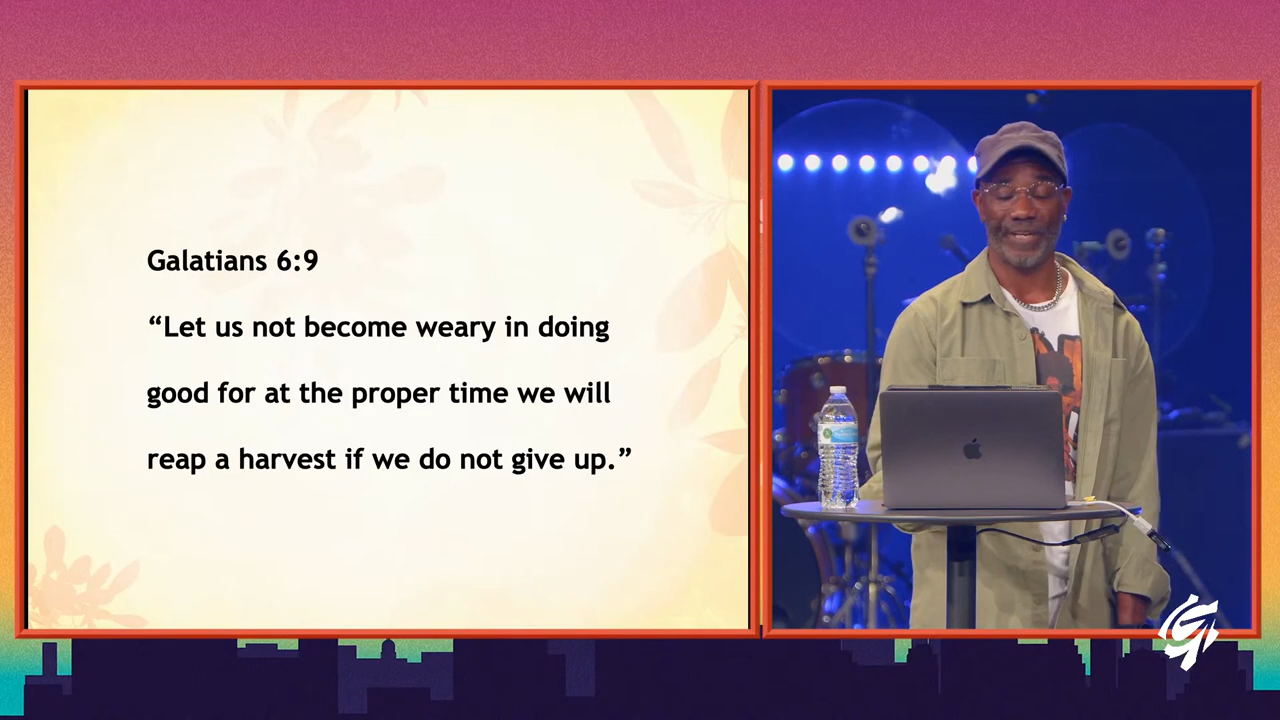 Galatians 6:9
“Let us not become weary in doing
good for at the proper time we will
reap a harvest if we do not give up.”